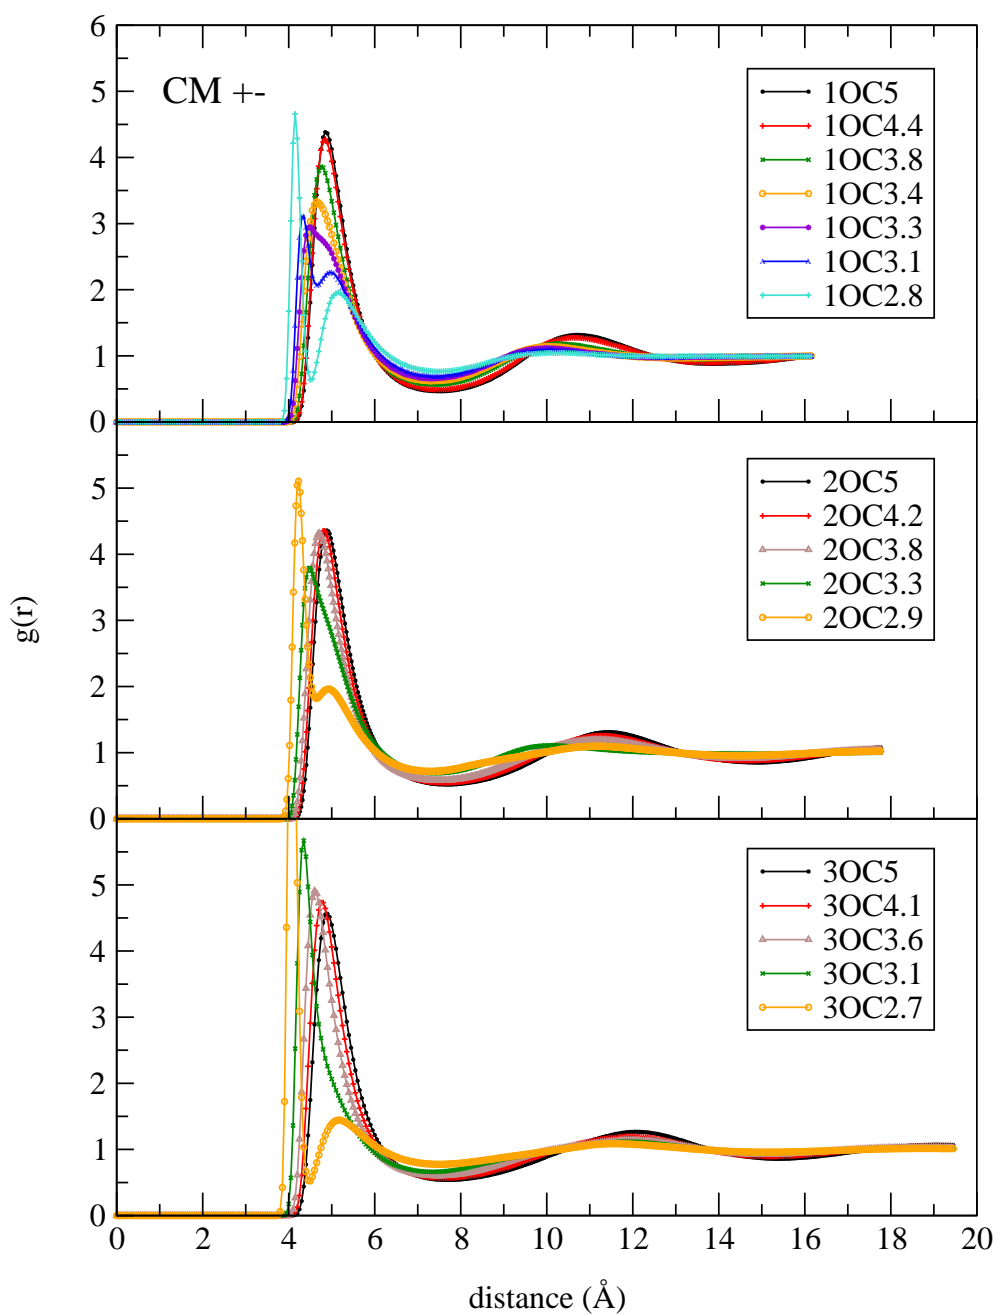 6
5
4
3
2
1
0
CM +-
1OC5
1OC4.4
1OC3.8
1OC3.4
1OC3.3
1OC3.1
1OC2.8
5
4
3
2
1
0
g(r)
2OC5
2OC4.2
2OC3.8
2OC3.3
2OC2.9
5
4
3
2
1
0
3OC5
3OC4.1
3OC3.6
3OC3.1
3OC2.7
0 2 4 6 8 10 12 14 16 18 20
distance (Å)